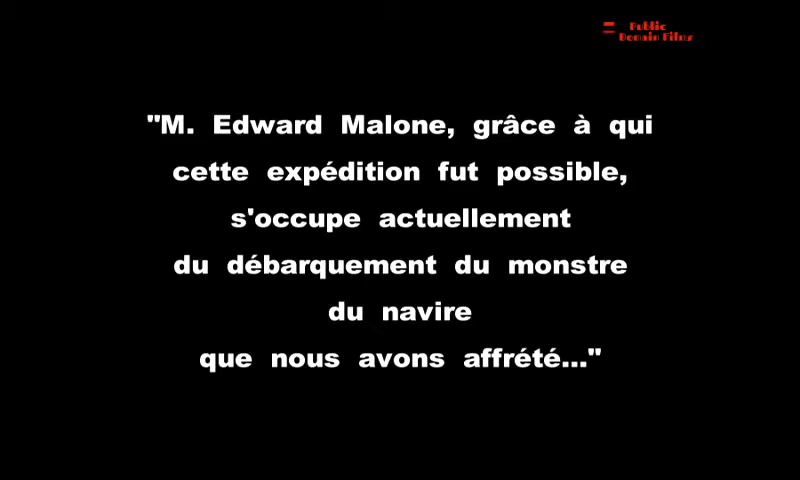 Public
Domain Films
"M. Edward Malone, grâce à qui
cette expédition fut possible,
s'occupe actuellement
du débarquement du monstre
du navire
que nous avons affrété..."